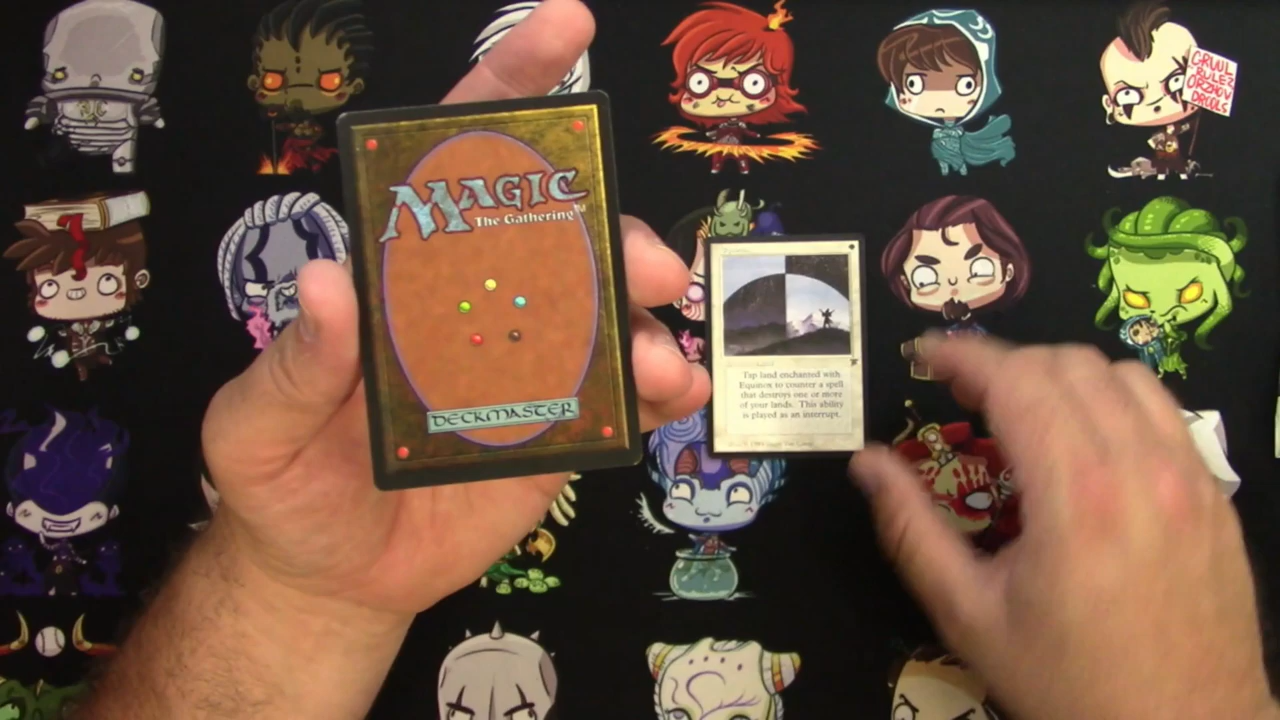 GRUUL
RULEZ
ORZHOV
DROOLS
MAGIC
The Gathering™
DECKMASTER
Tap land enchanted with
Equinox to counter a spell
that destroys one or more
of your lands. This ability
is played as an interrupt.